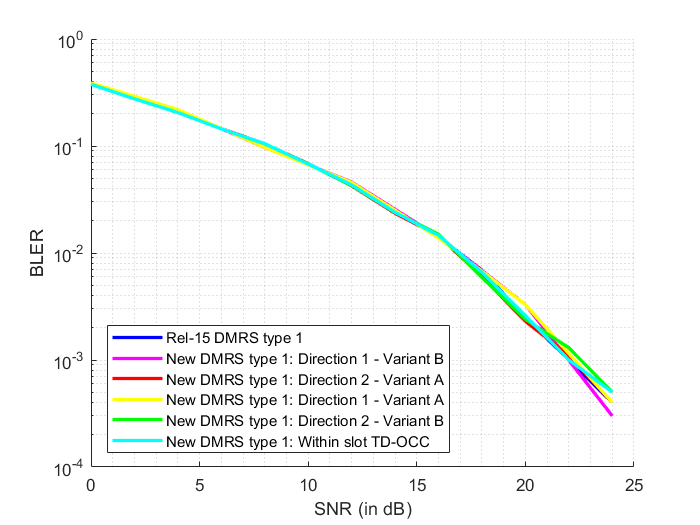 10^0
10^-1
10^-2
10^-3
10^-4
BLER
Rel-15 DMRS type 1
New DMRS type 1: Direction 1 - Variant B
New DMRS type 1: Direction 2 - Variant A
New DMRS type 1: Direction 1 - Variant A
New DMRS type 1: Direction 2 - Variant B
New DMRS type 1: Within slot TD-OCC
0 5 10 15 20 25
SNR (in dB)